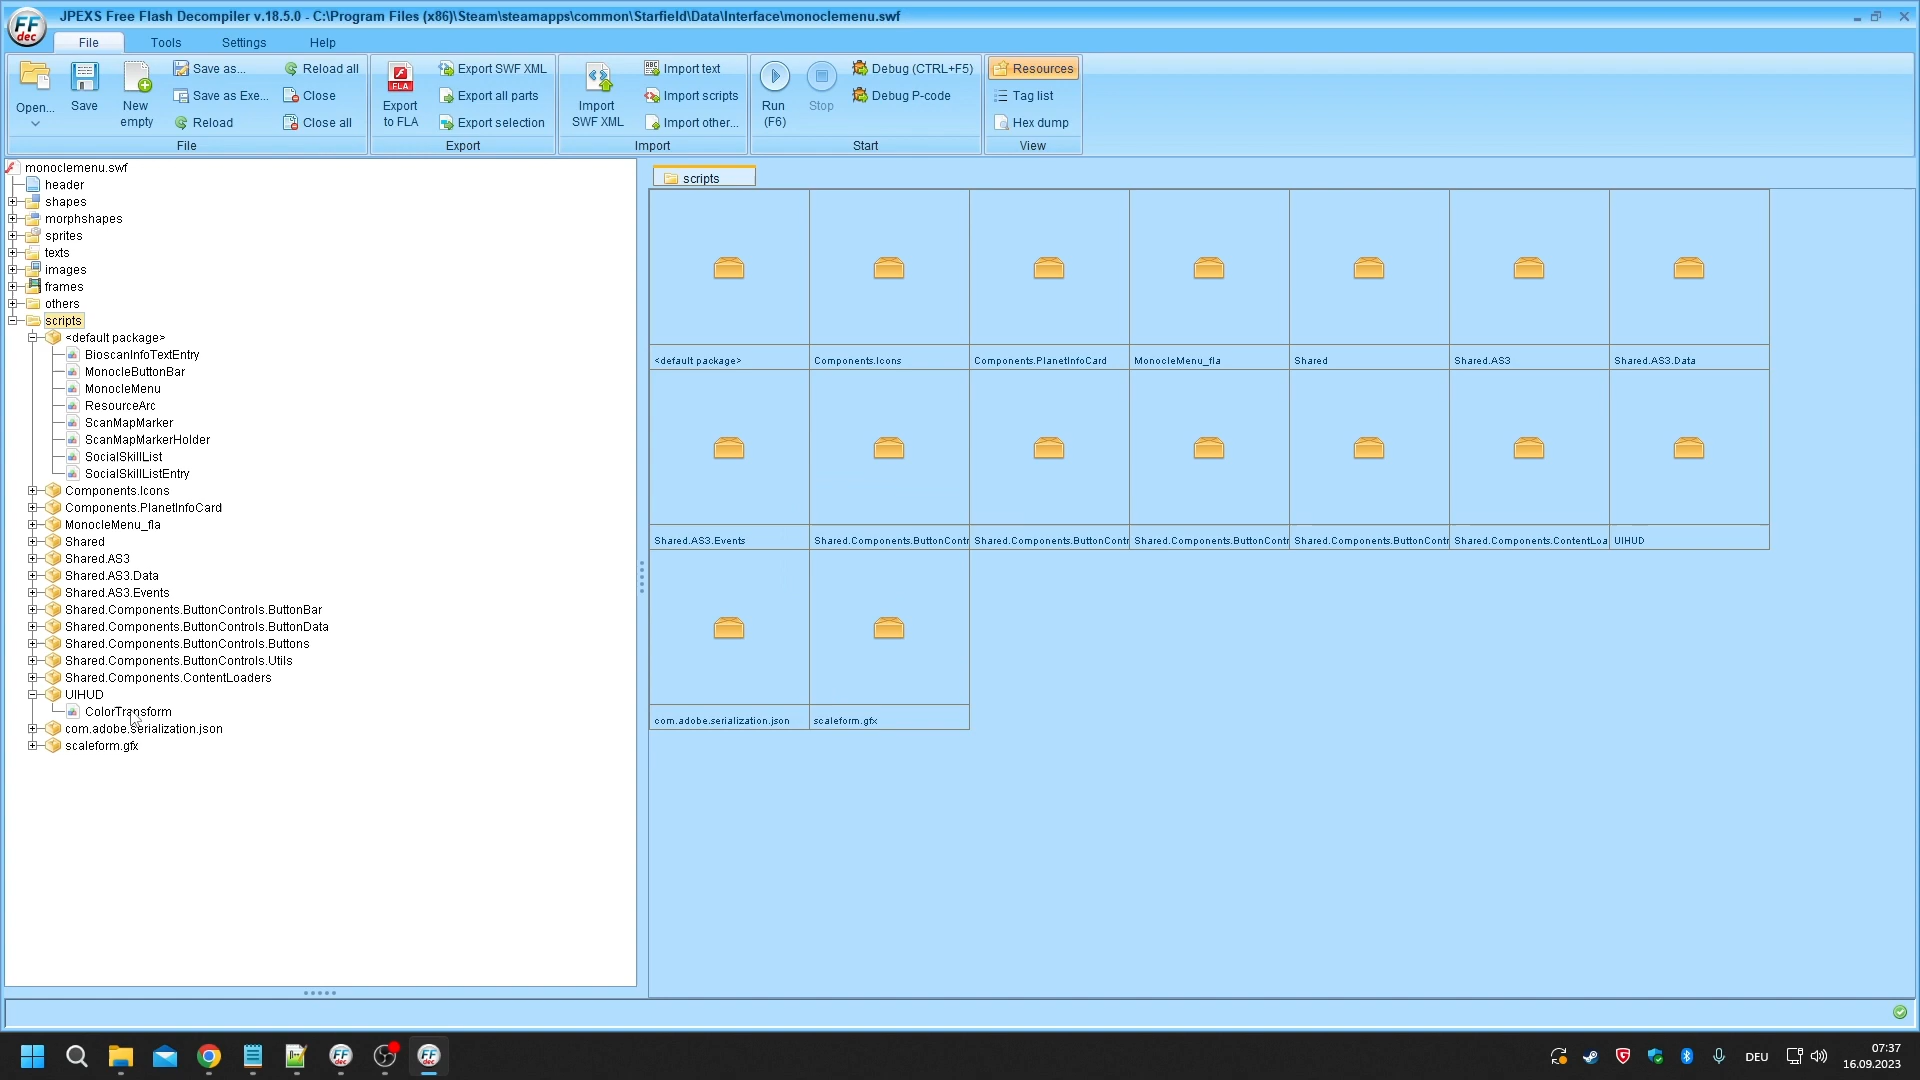 JPEXS Free Flash Decompiler v.18.5.0 - C:\Program Files (x86)\Steam\steamapps\common\Starfield\Data\Interface\monoclemenu.swf
FF
dec
File Tools Settings Help
Open... Save New empty
Save as... Reload all
Save as Exe... Close
Reload Close all
File
FLA
Export to FLA
Export SWF XML
Export all parts
Export selection
Export
Import SWF XML
Import text
Import scripts
Import other...
Import
Run (F6) Stop
Debug (CTRL+F5)
Debug P-code
Start
Resources
Tag list
Hex dump
View
monoclemenu.swf
header
shapes
morphshapes
sprites
texts
images
frames
others
scripts
<default package>
BioscanInfoTextEntry
MonocleButtonBar
MonocleMenu
ResourceArc
ScanMapMarker
ScanMapMarkerHolder
SocialSkillList
SocialSkillListEntry
Components.Icons
Components.PlanetInfoCard
MonocleMenu_fla
Shared
Shared.AS3
Shared.AS3.Data
Shared.AS3.Events
Shared.Components.ButtonControls.ButtonBar
Shared.Components.ButtonControls.ButtonData
Shared.Components.ButtonControls.Buttons
Shared.Components.ButtonControls.Utils
Shared.Components.ContentLoaders
UIHUD
ColorTransform
com.adobe.serialization.json
scaleform.gfx
scripts
<default package> Components.Icons Components.PlanetInfoCard MonocleMenu_fla Shared Shared.AS3 Shared.AS3.Data
Shared.AS3.Events Shared.Components.ButtonContr Shared.Components.ButtonContr Shared.Components.ButtonContr Shared.Components.ButtonContr Shared.Components.ContentLoa UIHUD
com.adobe.serialization.json scaleform.gfx
DEU
07:37
16.09.2023